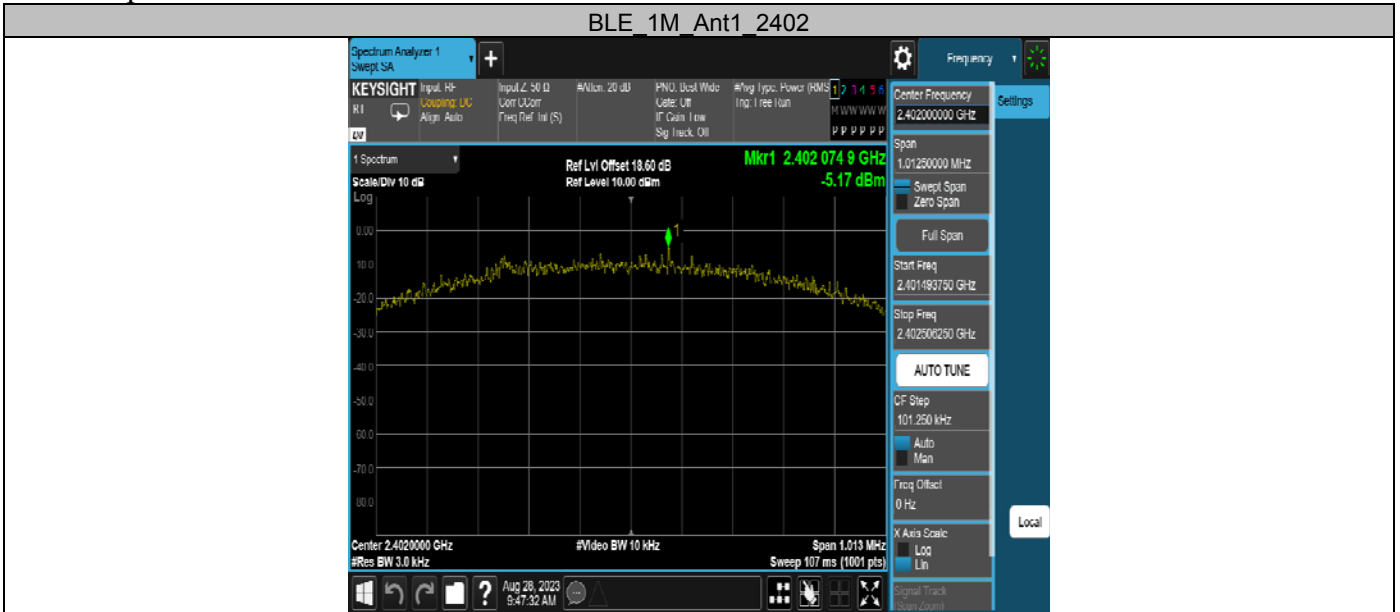 BLE_1M_Ant1_2402
Spectrum Analyzer 1
Swept SA
+
Frequency
KEYSIGHT
Input: RF
Coupling: DC
Align: Auto
Input Z: 50 Ω
Corr CCorr
Freq Ref: Int (S)
#Atten: 20 dB
PNO: Best Wide
Gate: Off
IF Gain: Low
Sig Track: Off
#Avg Type: Power (RMS
Trig: Free Run
1 2 3 4 5 6
M W W W W W
P P P P P P
1 Spectrum
Scale/Div 10 dB
Log
Ref Lvl Offset 18.60 dB
Ref Level 10.00 dBm
Mkr1 2.402 074 9 GHz
-5.17 dBm
1
0.00
-20.0
-30.0
-40.0
-50.0
-70.0
Center 2.4020000 GHz
#Res BW 3.0 kHz
#Video BW 10 kHz
Span 1.013 MHz
Sweep 107 ms (1001 pts)
?
Aug 28, 2023
9:47:32 AM
Center Frequency
2.402000000 GHz
Settings
Span
1.01250000 MHz
Swept Span
Zero Span
Full Span
Start Freq
2.401493750 GHz
Stop Freq
2.402506250 GHz
AUTO TUNE
CF Step
101.250 kHz
Auto
Man
Freq Offset
0 Hz
X Axis Scale
Log
Lin
Local
Signal Track
(Span Zoom)